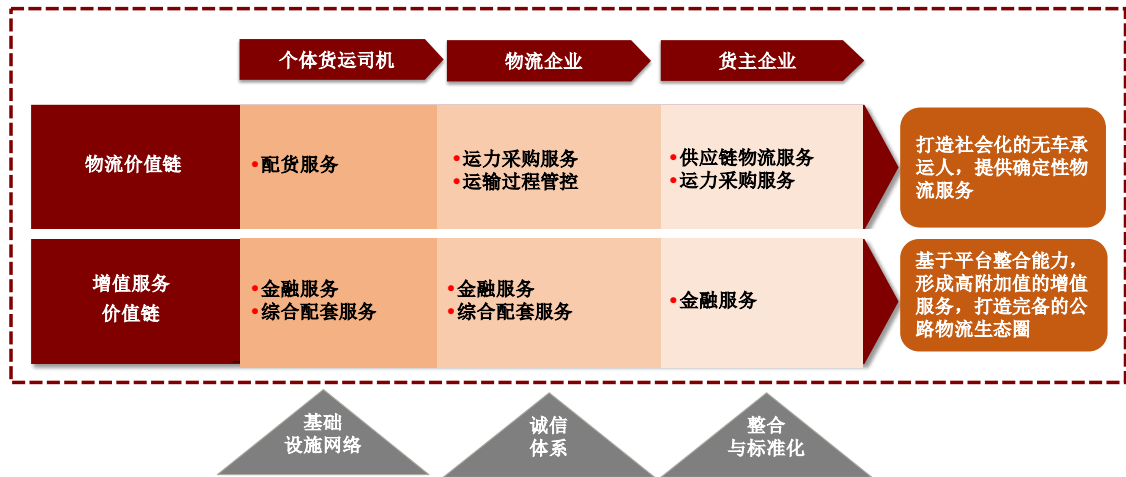 个体货运司机
物流企业
货主企业
物流价值链
•配货服务
•运力采购服务
•运输过程管控
•供应链物流服务
•运力采购服务
打造社会化的无车承
运人，提供确定性物
流服务
增值服务
价值链
•金融服务
•综合配套服务
•金融服务
•综合配套服务
•金融服务
基于平台整合能力，
形成高附加值的增值
服务，打造完备的公
路物流生态圈
基础
设施网络
诚信
体系
整合
与标准化